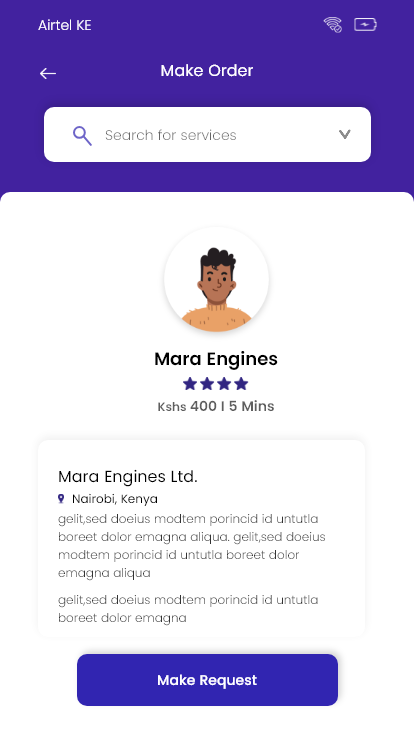 Airtel KE
Make Order
Search for services
Mara Engines
Kshs 400 I 5 Mins
Mara Engines Ltd.
Nairobi, Kenya
gelit,sed doeius modtem porincid id untutla
boreet dolor emagna aliqua. gelit,sed doeius
modtem porincid id untutla boreet dolor
emagna aliqua
gelit,sed doeius modtem porincid id untutla
boreet dolor emagna
Make Request